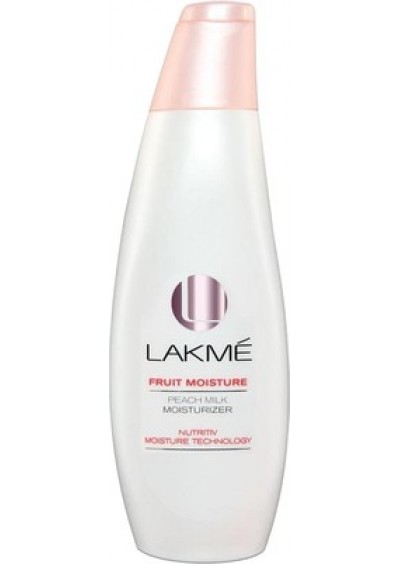 L
LAKMÉ
FRUIT MOISTURE
PEACH MILK
MOISTURIZER
NUTRITIV
MOISTURE TECHNOLOGY